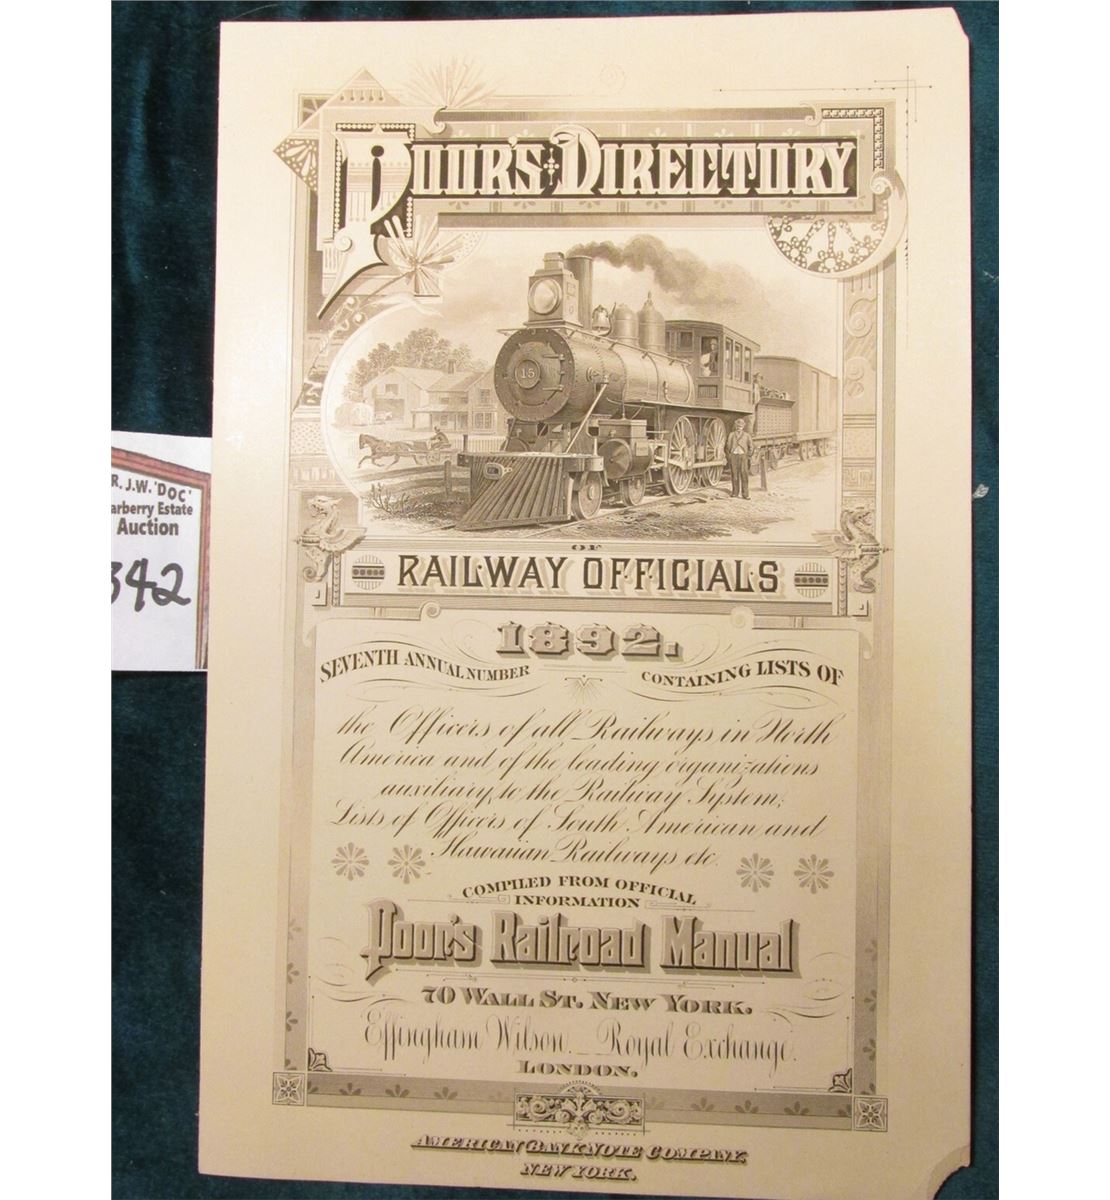 POOR'S DIRECTORY
15
OF
RAILWAY OFFICIALS
1892.
SEVENTH ANNUAL NUMBER CONTAINING LISTS OF
the Officers of all Railways in North
America and of the leading organizations
auxiliary to the Railway System;
Lists of Officers of South American and
Hawaiian Railways etc.
COMPILED FROM OFFICIAL
INFORMATION
Poor's Railroad Manual
70 WALL ST. NEW YORK.
Effingham Wilson._Royal Exchange.
LONDON.
AMERICAN BANK NOTE COMPANY,
NEW YORK.
R. J.W. 'DOC'
arberry Estate
Auction
342